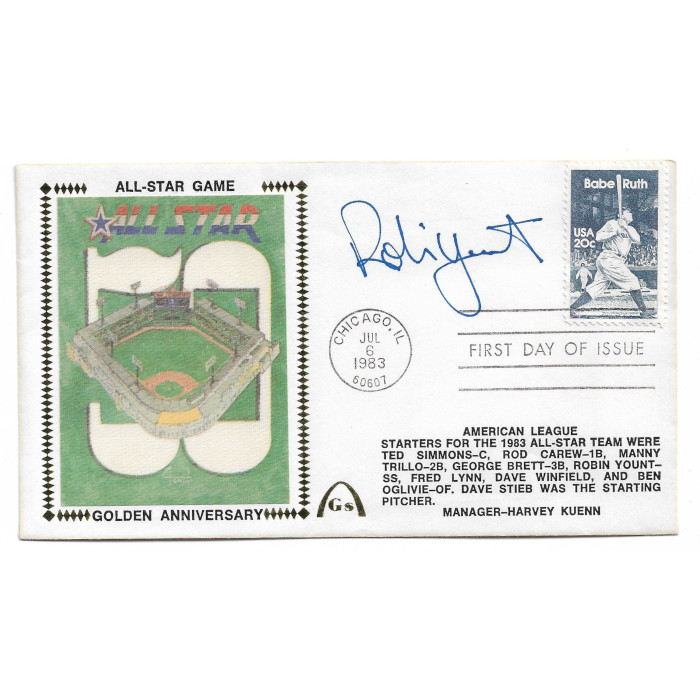 ALL-STAR GAME
ALL STAR
50
GOLDEN ANNIVERSARY
Robin Yount
Babe Ruth
USA
20c
CHICAGO, IL
JUL
6
1983
60607
FIRST DAY OF ISSUE
AMERICAN LEAGUE
STARTERS FOR THE 1983 ALL-STAR TEAM WERE
TED SIMMONS-C, ROD CAREW-1B, MANNY
TRILLO-2B, GEORGE BRETT-3B, ROBIN YOUNT-
SS, FRED LYNN, DAVE WINFIELD, AND BEN
OGLIVIE-OF. DAVE STIEB WAS THE STARTING
PITCHER.
MANAGER-HARVEY KUENN
Gs